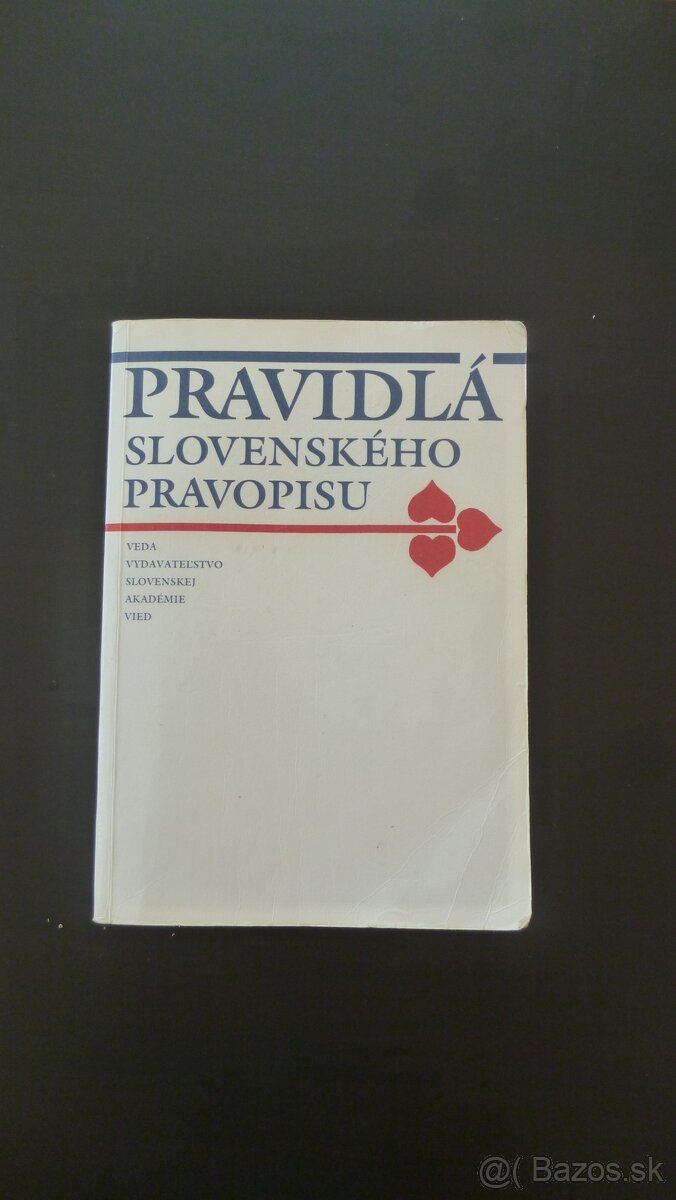 PRAVIDLÁ
SLOVENSKÉHO
PRAVOPISU
VEDA
VYDAVATEĽSTVO
SLOVENSKEJ
AKADÉMIE
VIED
@( Bazos.sk